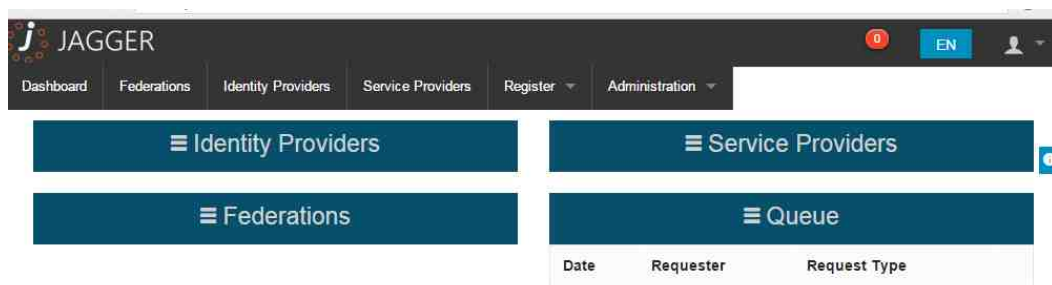 j JAGGER
0
EN
Dashboard Federations Identity Providers Service Providers Register Administration
Identity Providers
Service Providers
Federations
Queue
Date Requester Request Type